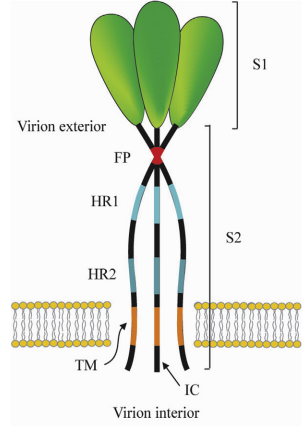 S1
Virion exterior
FP
HR1
S2
HR2
TM
IC
Virion interior